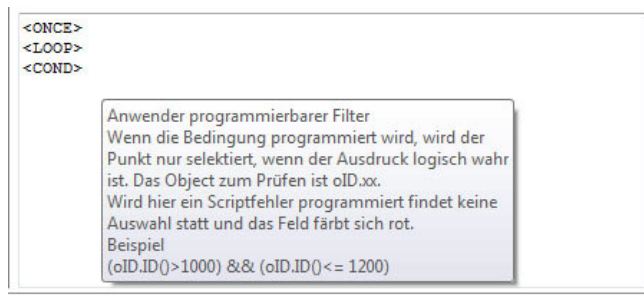 <ONCE>
<LOOP>
<COND>
Anwender programmierbarer Filter
Wenn die Bedingung programmiert wird, wird der
Punkt nur selektiert, wenn der Ausdruck logisch wahr
ist. Das Object zum Prüfen ist oID.xx.
Wird hier ein Scriptfehler programmiert findet keine
Auswahl statt und das Feld färbt sich rot.
Beispiel
(oID.ID()>1000) && (oID.ID()<= 1200)